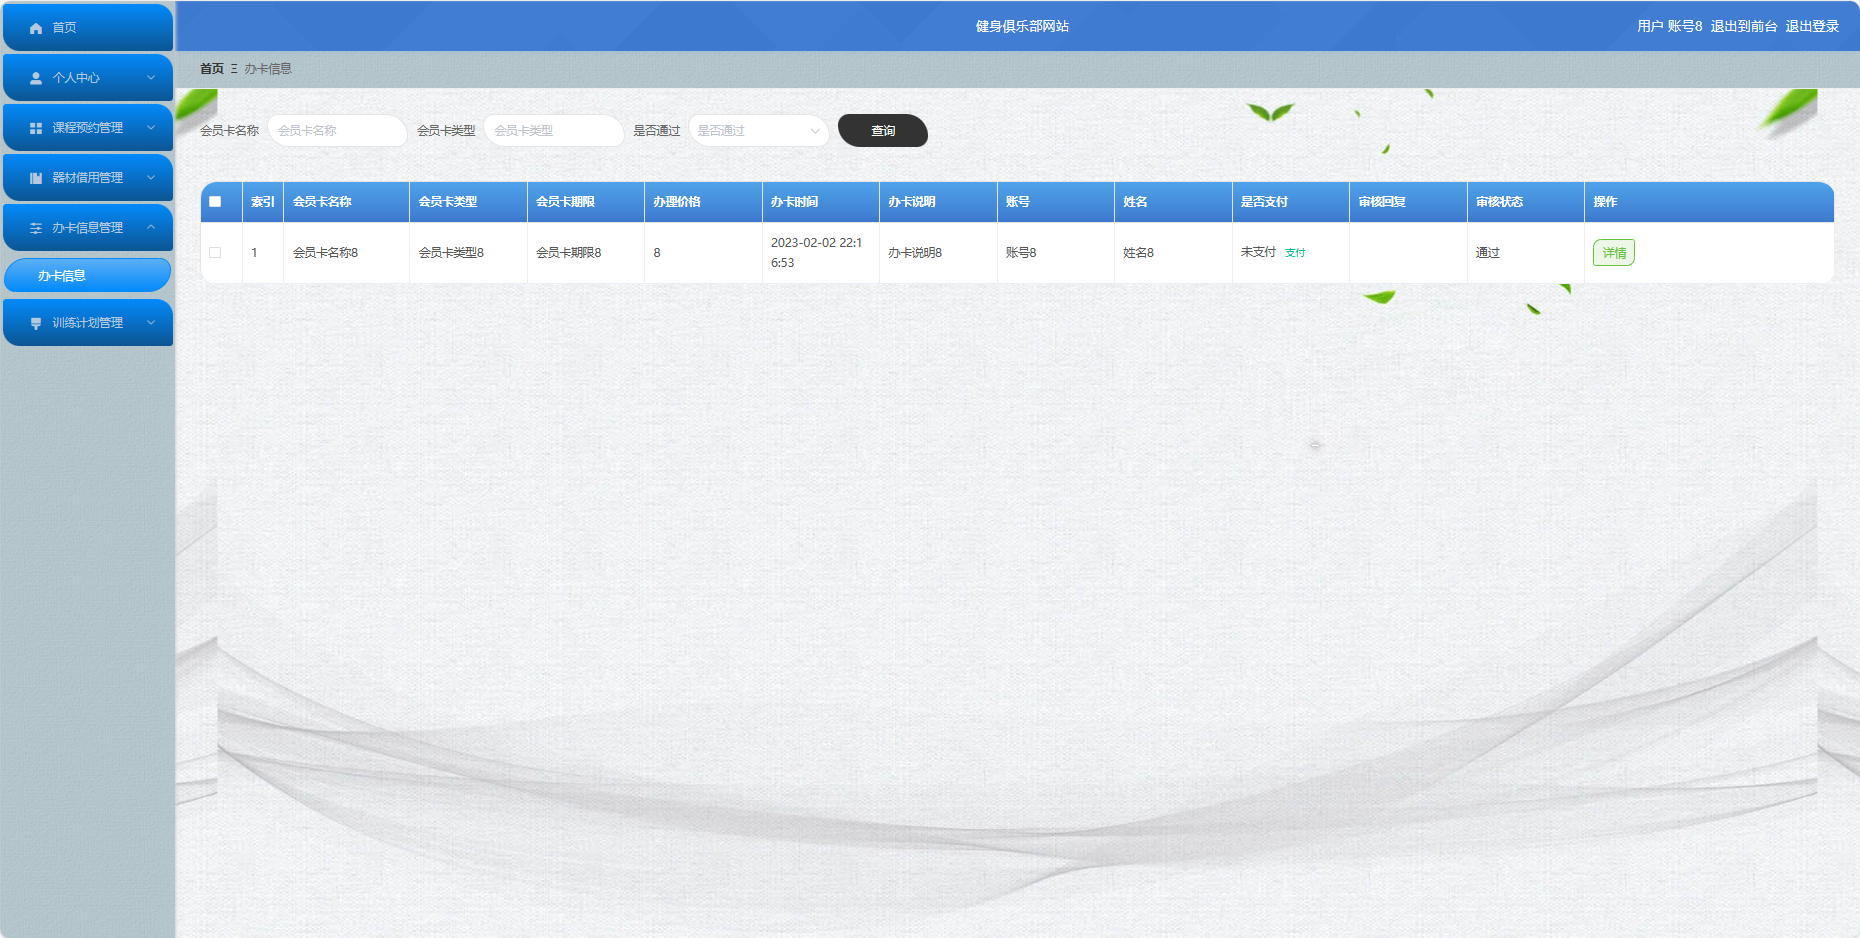 首页
个人中心
课程预约管理
器材借用管理
办卡信息管理
办卡信息
训练计划管理
健身俱乐部网站
用户 账号8 退出到前台 退出登录
首页 Ξ 办卡信息
会员卡名称 会员卡名称 会员卡类型 会员卡类型 是否通过 是否通过 查询
索引 会员卡名称 会员卡类型 会员卡期限 办理价格 办卡时间 办卡说明 账号 姓名 是否支付 审核回复 审核状态 操作
1 会员卡名称8 会员卡类型8 会员卡期限8 8 2023-02-02 22:1 办卡说明8 账号8 姓名8 未支付 支付 通过 详情
6:53